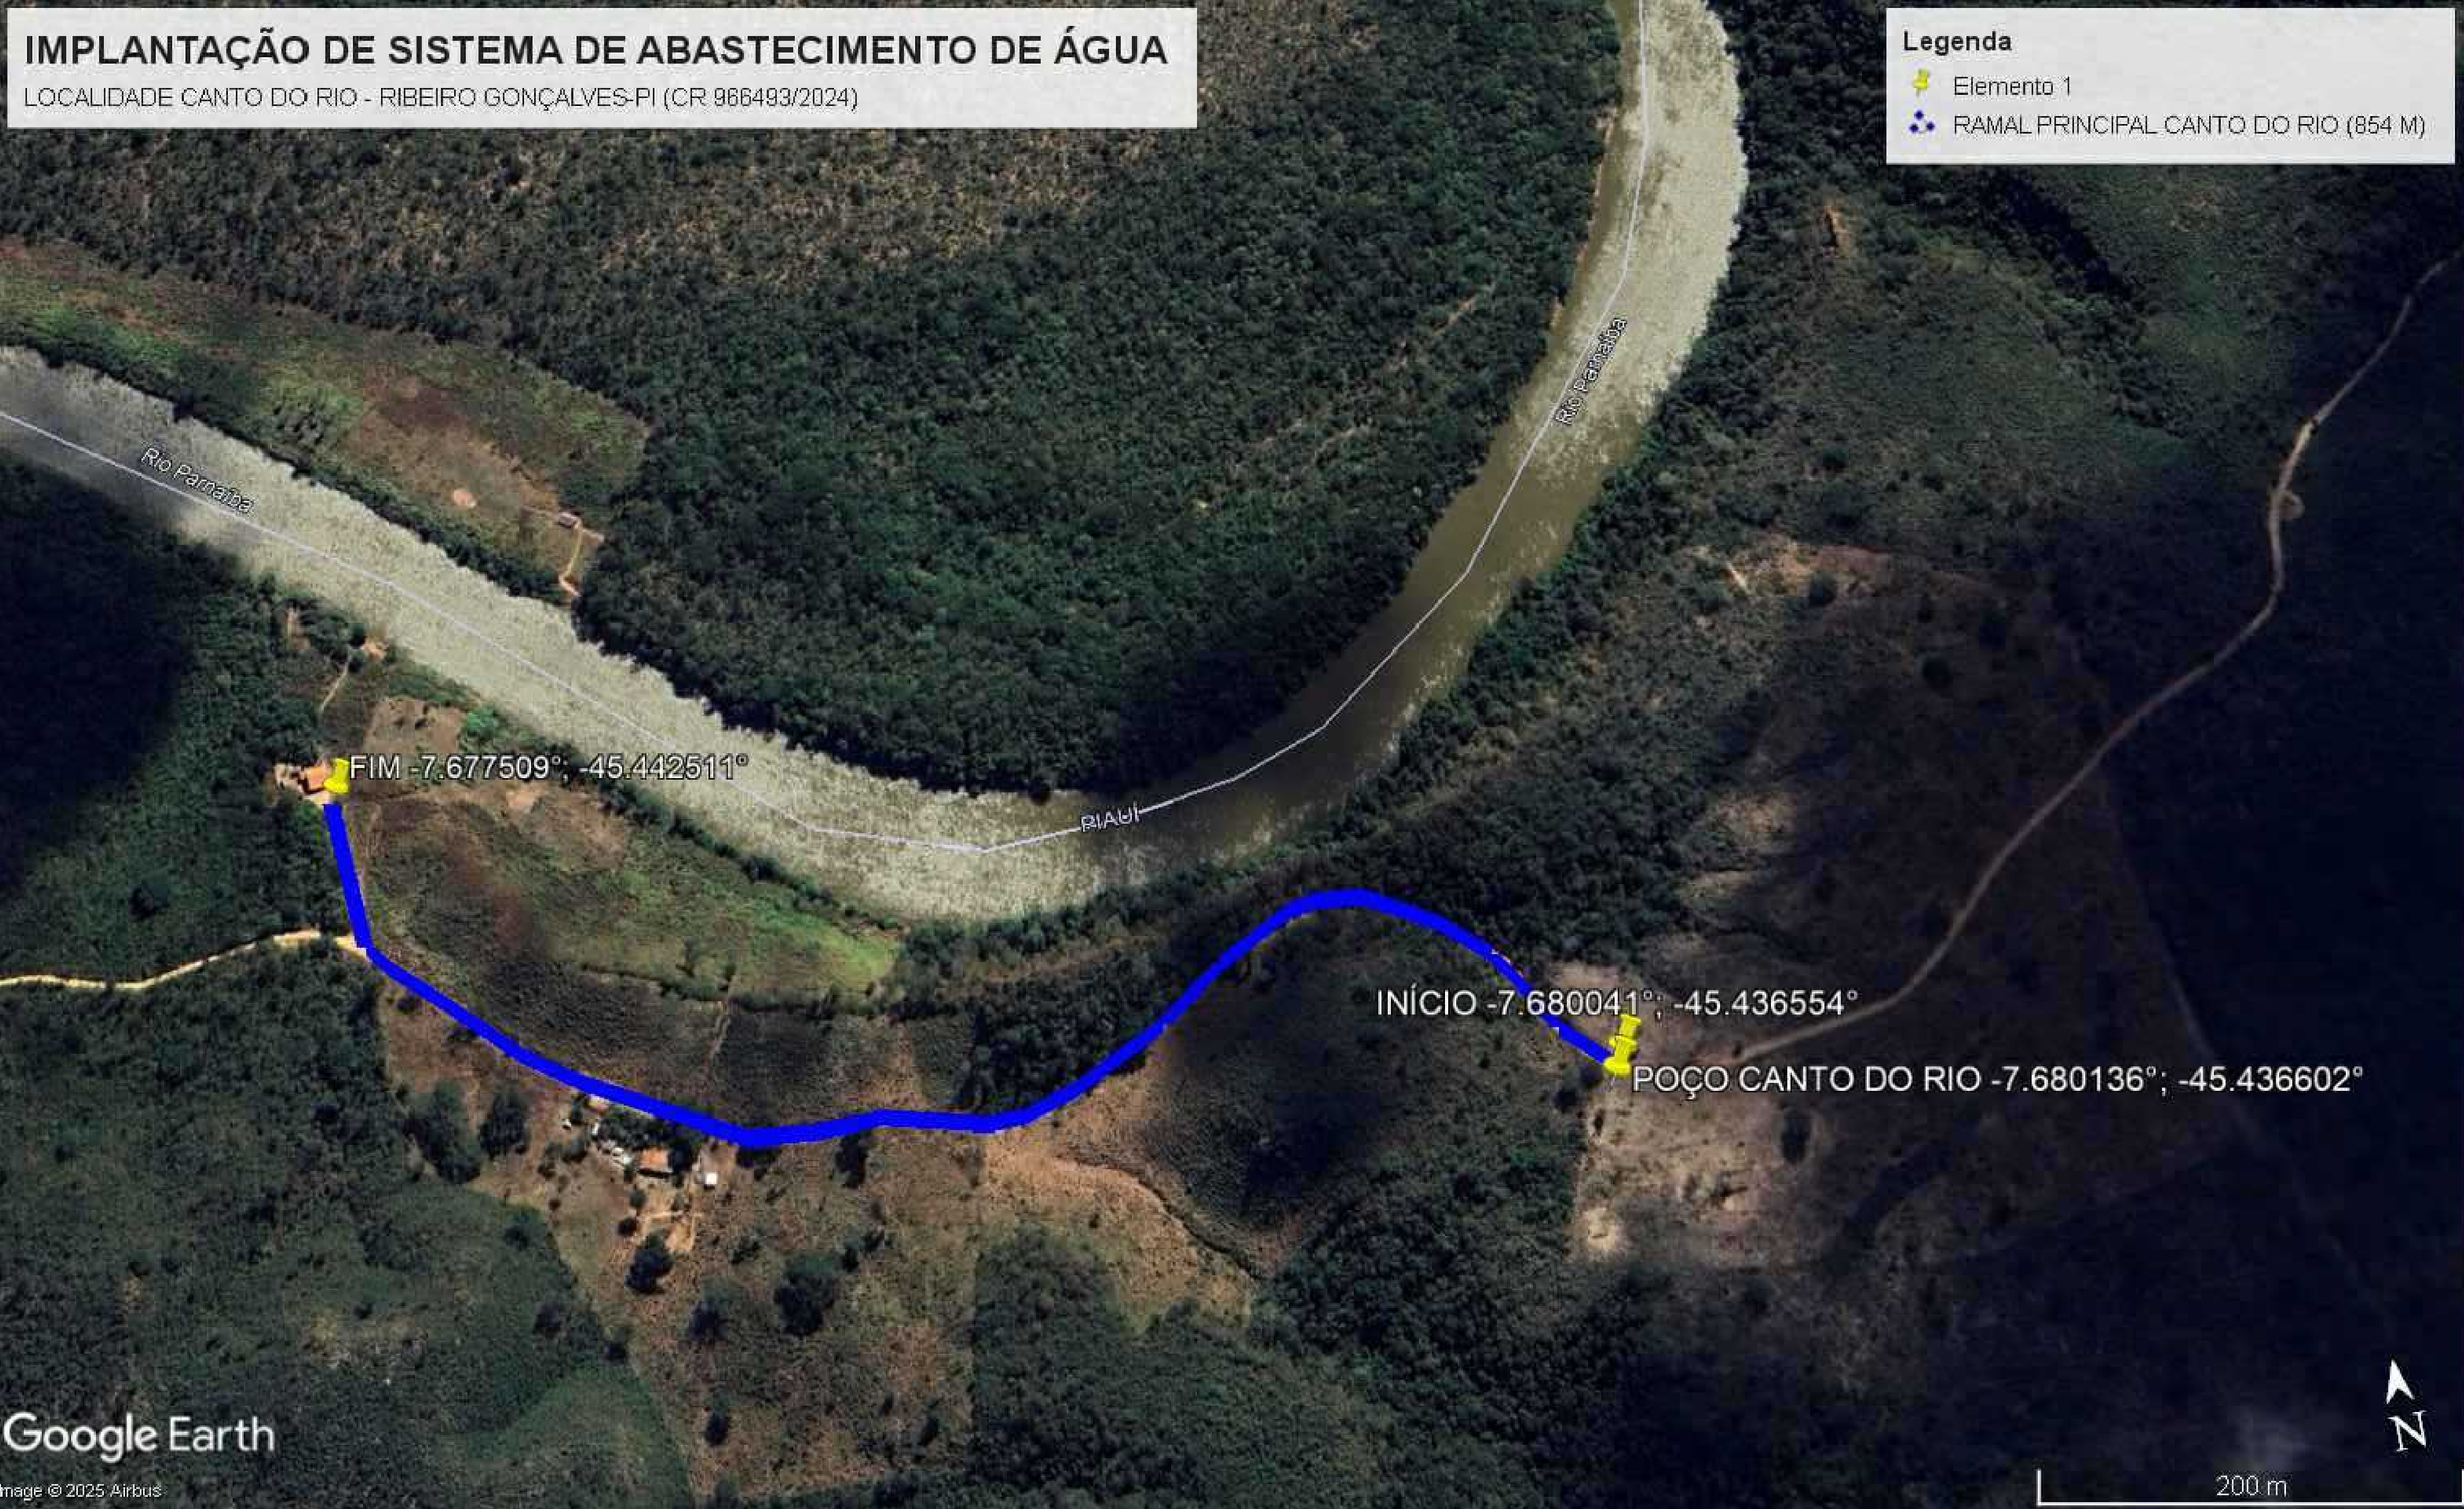 IMPLANTAÇÃO DE SISTEMA DE ABASTECIMENTO DE ÁGUA
LOCALIDADE CANTO DO RIO - RIBEIRO GONÇALVES-PI (CR 966493/2024)
Legenda
Elemento 1
RAMAL PRINCIPAL CANTO DO RIO (854 M)
Rio Parnaíba
Rio Parnaíba
FIM -7.677509°; -45.442511°
PIAUÍ
INÍCIO -7.680041°; -45.436554°
POÇO CANTO DO RIO -7.680136°; -45.436602°
Google Earth
N
mage © 2025 Airbus
200 m